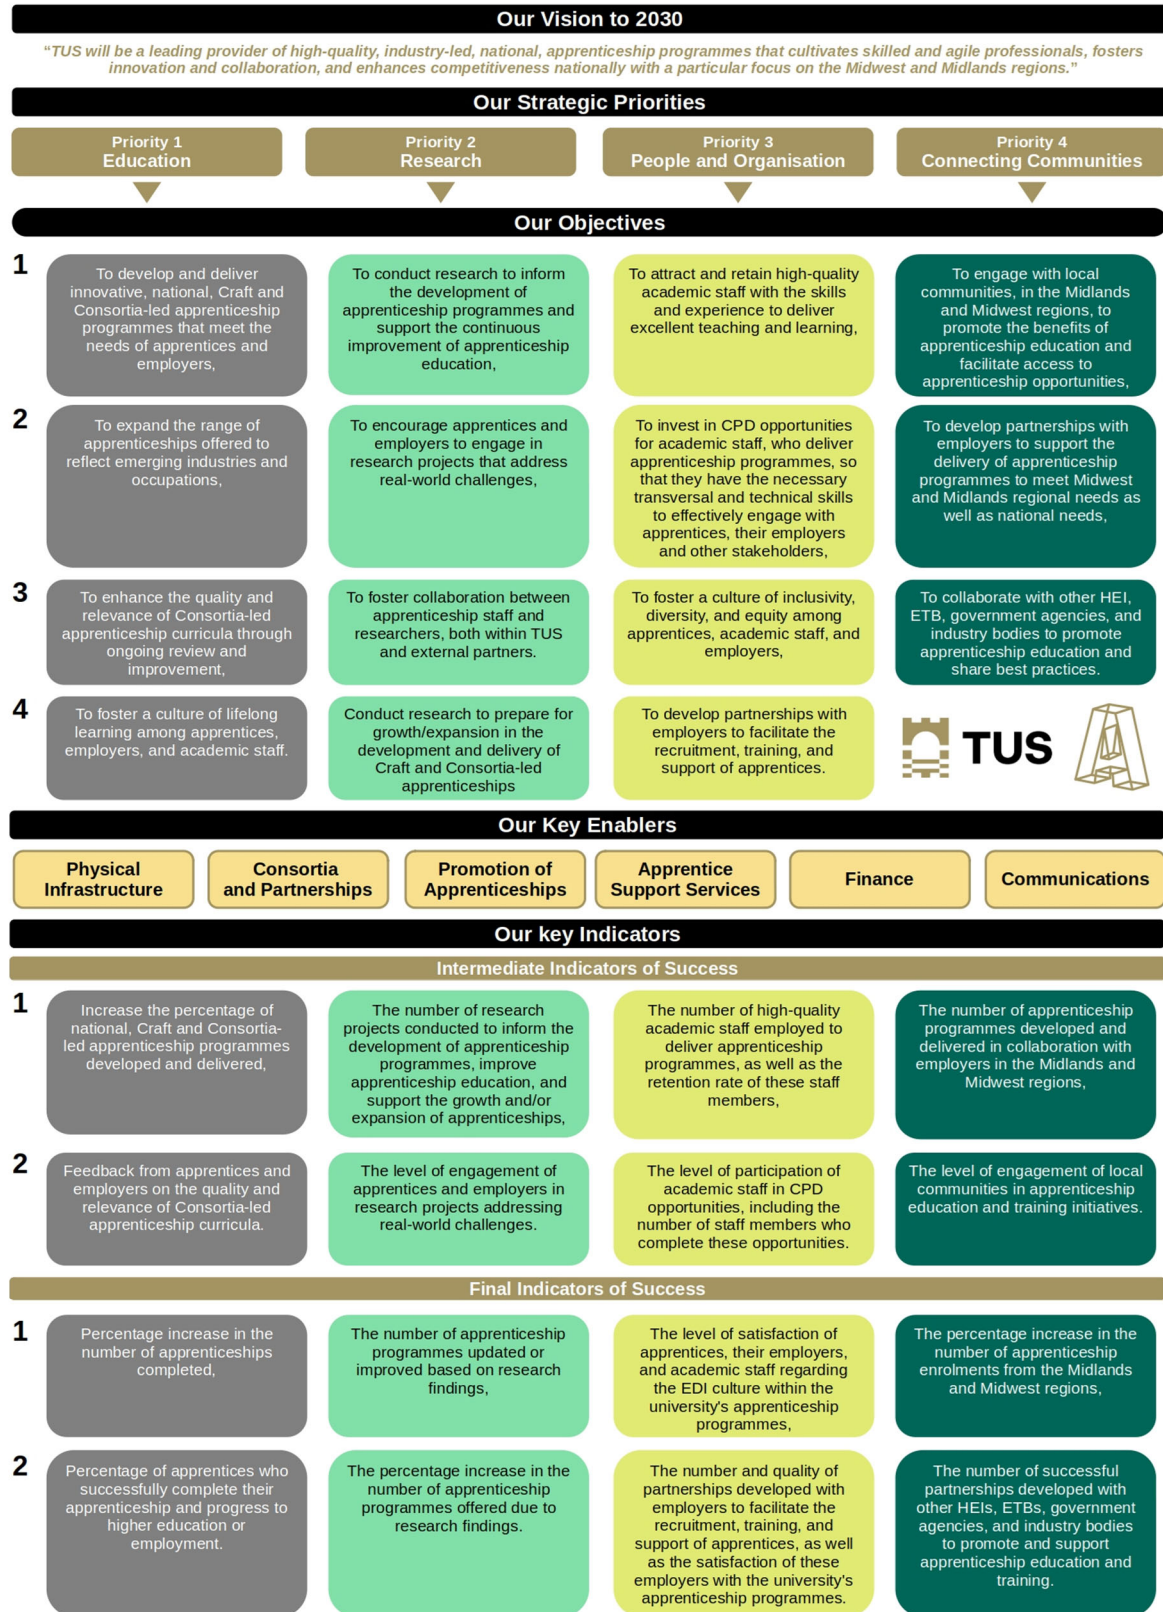 Our Vision to 2030
“TUS will be a leading provider of high-quality, industry-led, national, apprenticeship programmes that cultivates skilled and agile professionals, fosters
innovation and collaboration, and enhances competitiveness nationally with a particular focus on the Midwest and Midlands regions.”
Our Strategic Priorities
Priority 1
Education
Priority 2
Research
Priority 3
People and Organisation
Priority 4
Connecting Communities
Our Objectives
1
To develop and deliver
innovative, national, Craft and
Consortia-led apprenticeship
programmes that meet the
needs of apprentices and
employers,
To conduct research to inform
the development of
apprenticeship programmes and
support the continuous
improvement of apprenticeship
education,
To attract and retain high-quality
academic staff with the skills
and experience to deliver
excellent teaching and learning,
To engage with local
communities, in the Midlands
and Midwest regions, to
promote the benefits of
apprenticeship education and
facilitate access to
apprenticeship opportunities,
2
To expand the range of
apprenticeships offered to
reflect emerging industries and
occupations,
To encourage apprentices and
employers to engage in
research projects that address
real-world challenges,
To invest in CPD opportunities
for academic staff, who deliver
apprenticeship programmes, so
that they have the necessary
transversal and technical skills
to effectively engage with
apprentices, their employers
and other stakeholders,
To develop partnerships with
employers to support the
delivery of apprenticeship
programmes to meet Midwest
and Midlands regional needs as
well as national needs,
3
To enhance the quality and
relevance of Consortia-led
apprenticeship curricula through
ongoing review and
improvement,
To foster collaboration between
apprenticeship staff and
researchers, both within TUS
and external partners.
To foster a culture of inclusivity,
diversity, and equity among
apprentices, academic staff, and
employers,
To collaborate with other HEI,
ETB, government agencies, and
industry bodies to promote
apprenticeship education and
share best practices.
4
To foster a culture of lifelong
learning among apprentices,
employers, and academic staff.
Conduct research to prepare for
growth/expansion in the
development and delivery of
Craft and Consortia-led
apprenticeships
To develop partnerships with
employers to facilitate the
recruitment, training, and
support of apprentices.
TUS
Our Key Enablers
Physical
Infrastructure
Consortia
and Partnerships
Promotion of
Apprenticeships
Apprentice
Support Services
Finance
Communications
Our key Indicators
Intermediate Indicators of Success
1
Increase the percentage of
national, Craft and Consortia-
led apprenticeship programmes
developed and delivered,
The number of research
projects conducted to inform the
development of apprenticeship
programmes, improve
apprenticeship education, and
support the growth and/or
expansion of apprenticeships,
The number of high-quality
academic staff employed to
deliver apprenticeship
programmes, as well as the
retention rate of these staff
members,
The number of apprenticeship
programmes developed and
delivered in collaboration with
employers in the Midlands and
Midwest regions,
2
Feedback from apprentices and
employers on the quality and
relevance of Consortia-led
apprenticeship curricula.
The level of engagement of
apprentices and employers in
research projects addressing
real-world challenges.
The level of participation of
academic staff in CPD
opportunities, including the
number of staff members who
complete these opportunities.
The level of engagement of local
communities in apprenticeship
education and training initiatives.
Final Indicators of Success
1
Percentage increase in the
number of apprenticeships
completed,
The number of apprenticeship
programmes updated or
improved based on research
findings,
The level of satisfaction of
apprentices, their employers,
and academic staff regarding
the EDI culture within the
university's apprenticeship
programmes,
The percentage increase in the
number of apprenticeship
enrolments from the Midlands
and Midwest regions,
2
Percentage of apprentices who
successfully complete their
apprenticeship and progress to
higher education or
employment.
The percentage increase in the
number of apprenticeship
programmes offered due to
research findings.
The number and quality of
partnerships developed with
employers to facilitate the
recruitment, training, and
support of apprentices, as well
as the satisfaction of these
employers with the university's
apprenticeship programmes.
The number of successful
partnerships developed with
other HEIs, ETBs, government
agencies, and industry bodies
to promote and support
apprenticeship education and
training.